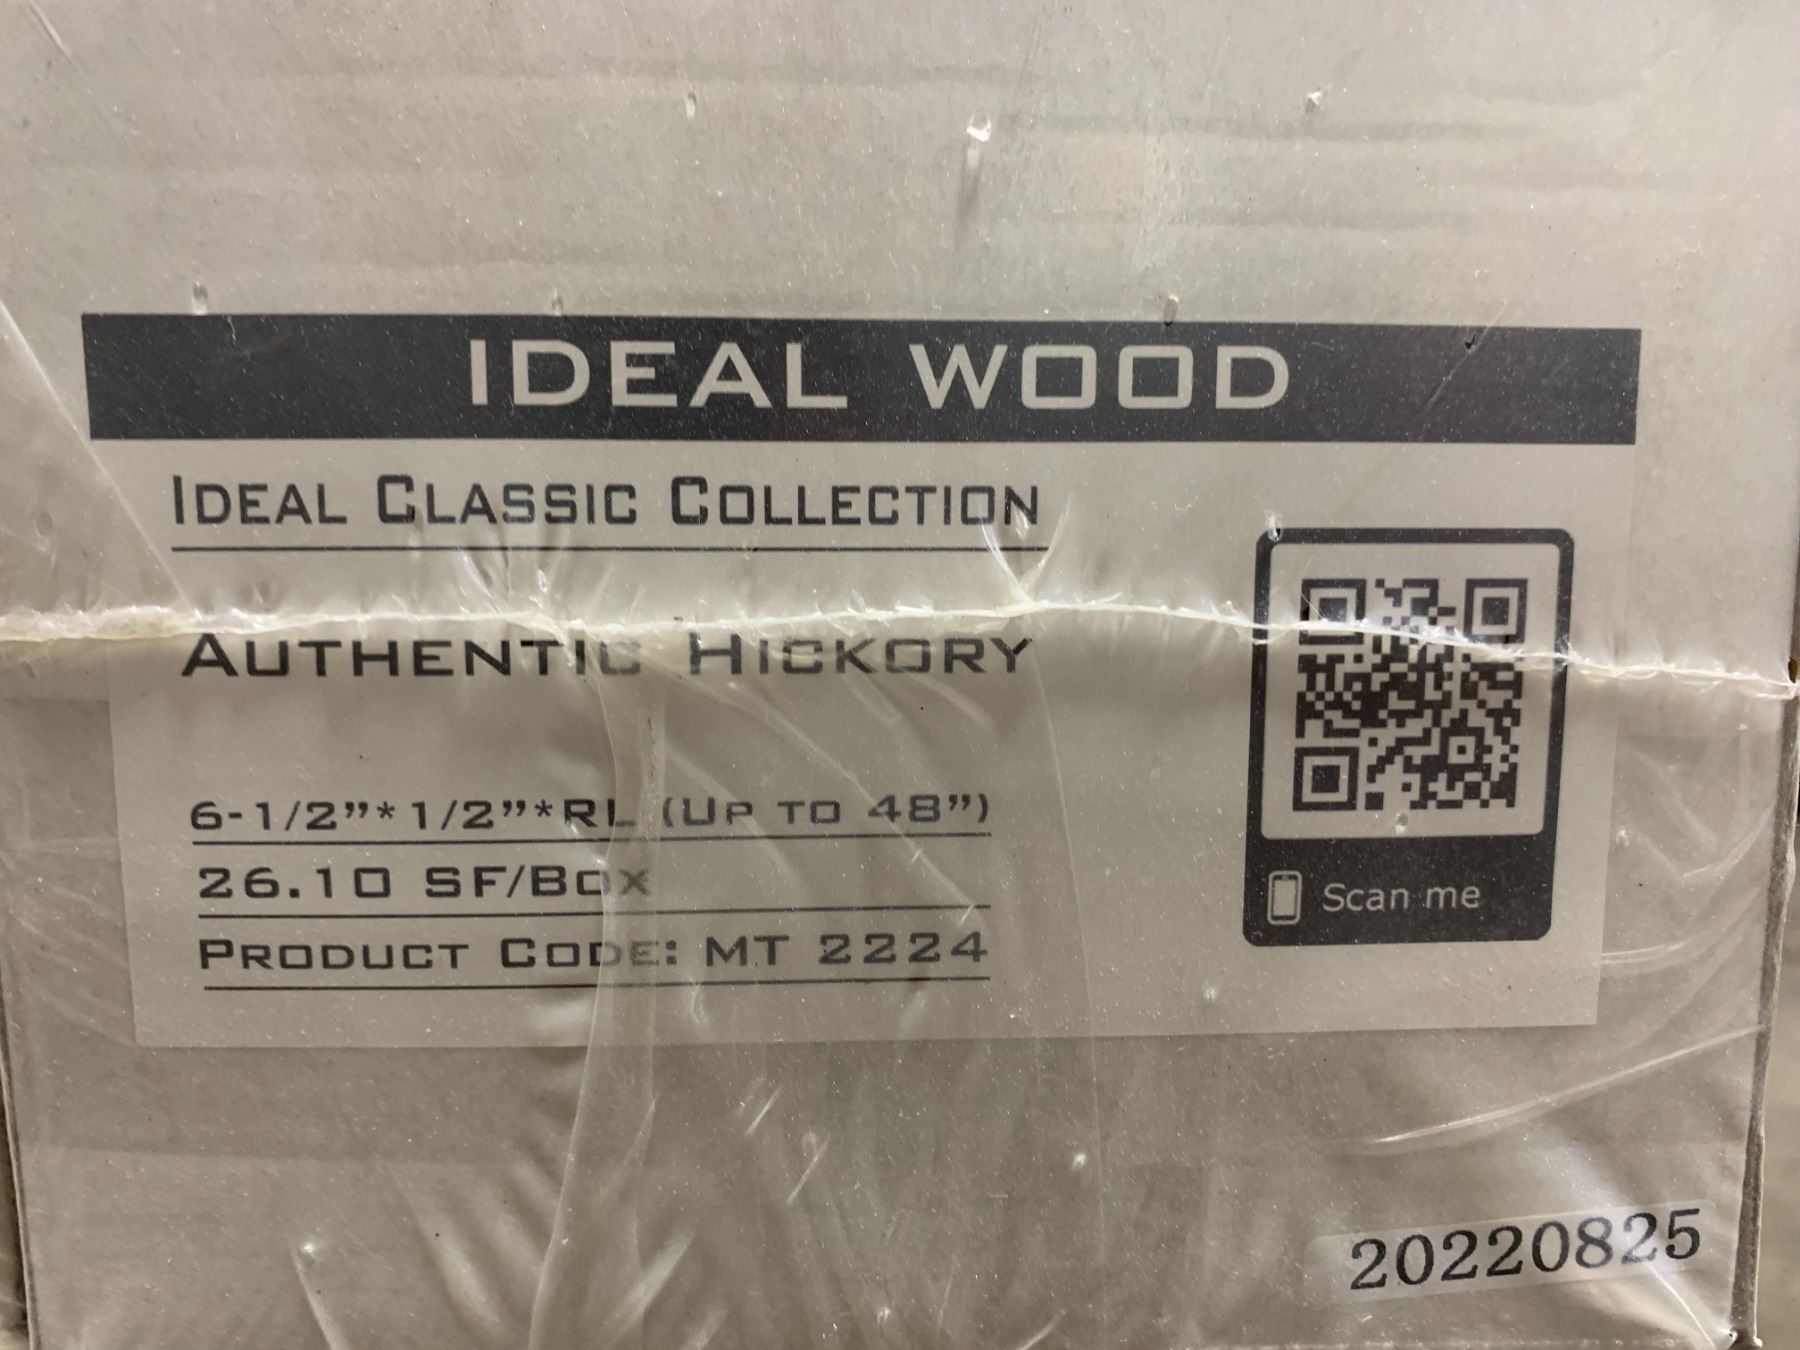 IDEAL WOOD
IDEAL CLASSIC COLLECTION
AUTHENTIC HICKORY
6-1/2”*1/2”*RL (UP TO 48”)
26.10 SF/BOX
PRODUCT CODE: MT 2224
Scan me
20220825